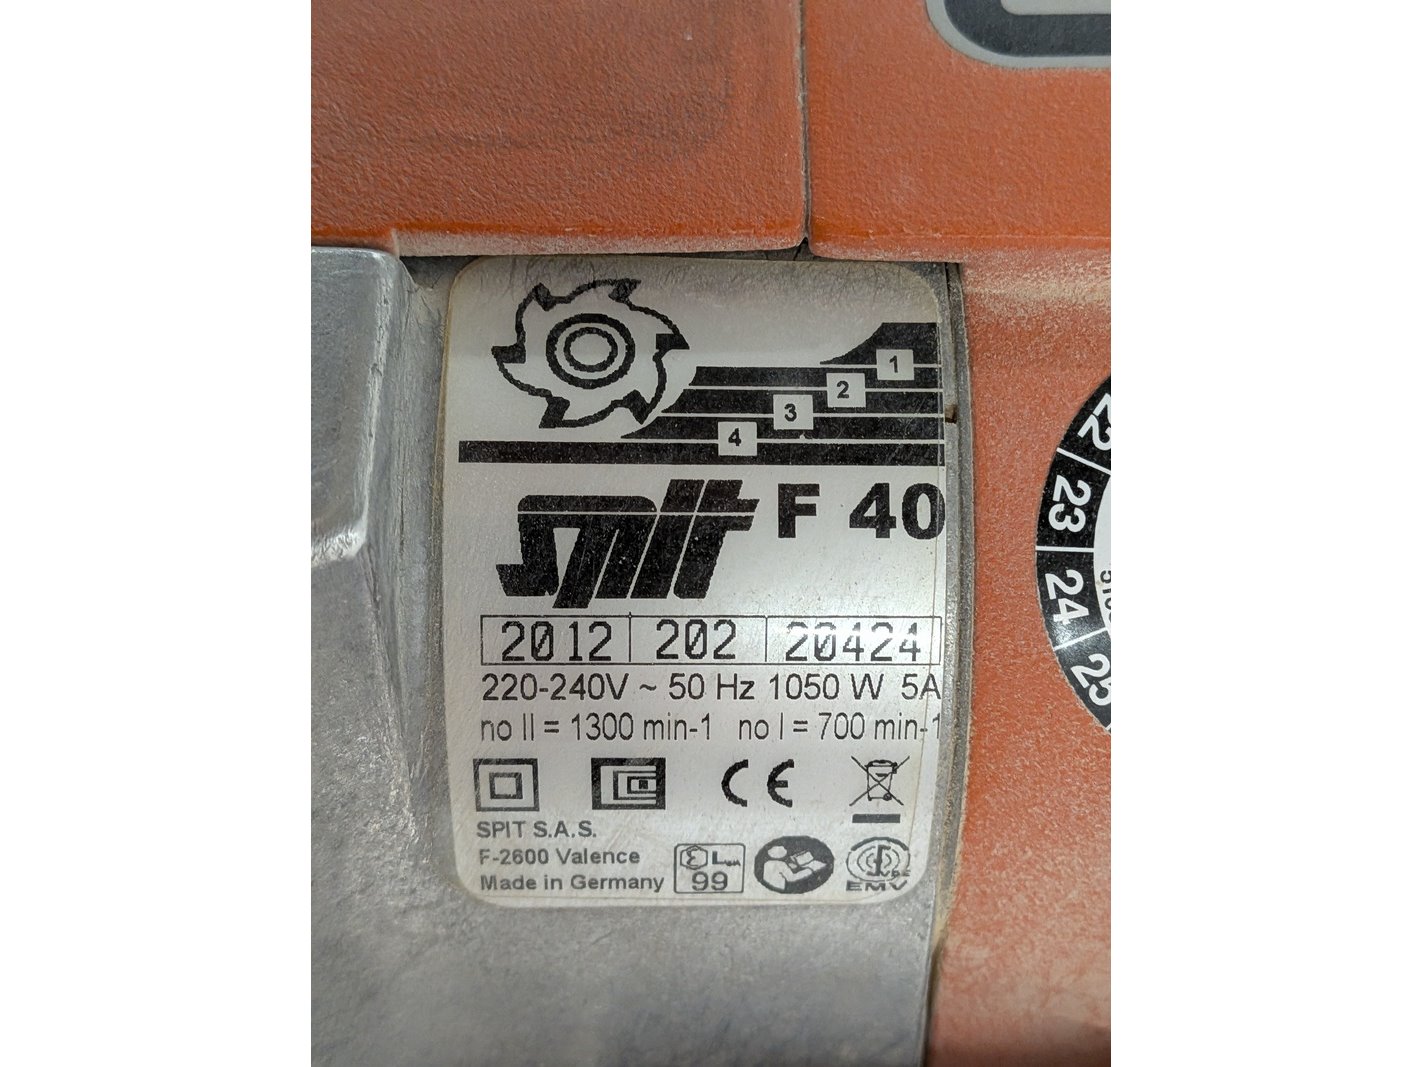 1
2
3
4
spit F 40
2012 202 20424
220-240V ~ 50 Hz 1050 W 5A
no II = 1300 min-1 no I = 700 min-1
CE
SPIT S.A.S.
F-2600 Valence
Made in Germany
99
EMV
22
23
24
25